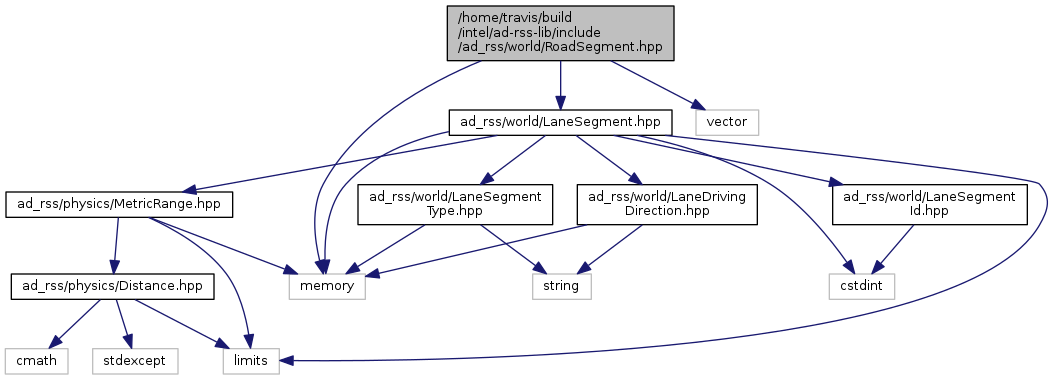 /home/travis/build
/intel/ad-rss-lib/include
/ad_rss/world/RoadSegment.hpp
ad_rss/world/LaneSegment.hpp
vector
ad_rss/physics/MetricRange.hpp
ad_rss/world/LaneSegment
Type.hpp
ad_rss/world/LaneDriving
Direction.hpp
ad_rss/world/LaneSegment
Id.hpp
ad_rss/physics/Distance.hpp
memory
string
cstdint
cmath
stdexcept
limits